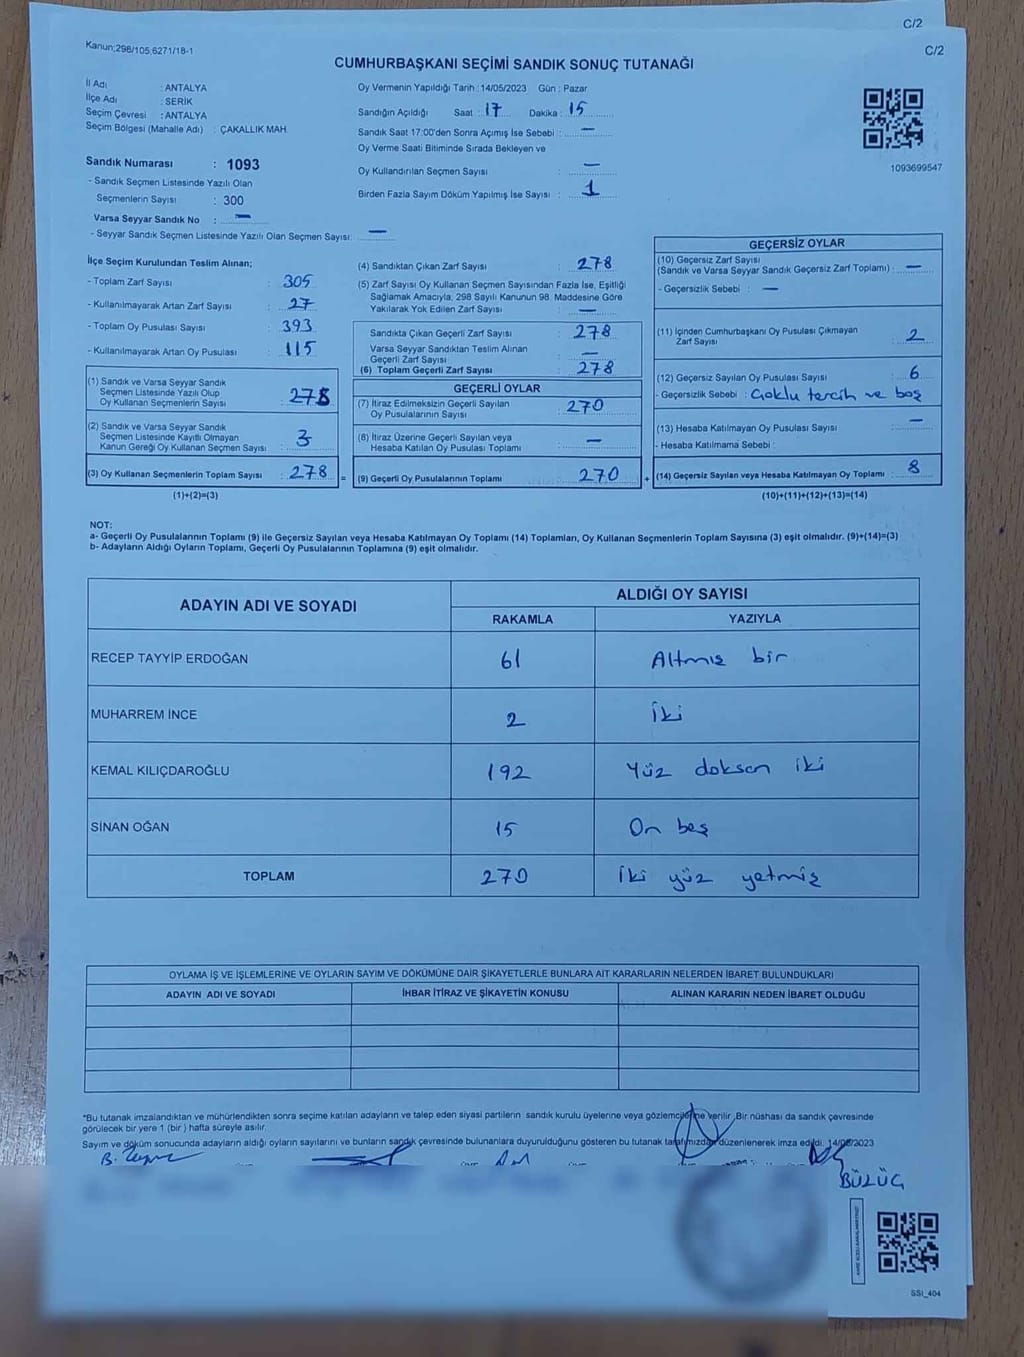 C/2
C/2
Kanun;298/105,6271/18-1
CUMHURBAŞKANI SEÇİMİ SANDIK SONUÇ TUTANAĞI
İl Adı : ANTALYA
İlçe Adı : SERİK
Seçim Çevresi : ANTALYA
Seçim Bölgesi (Mahalle Adı) : ÇAKALLIK MAH.
Sandık Numarası : 1093
- Sandık Seçmen Listesinde Yazılı Olan
Seçmenlerin Sayısı : 300
Varsa Seyyar Sandık No : —
- Seyyar Sandık Seçmen Listesinde Yazılı Olan Seçmen Sayısı: —
Oy Vermenin Yapıldığı Tarih : 14/05/2023 Gün : Pazar
Sandığın Açıldığı Saat : 17 Dakika : 15
Sandık Saat 17:00'den Sonra Açımış İse Sebebi : —
Oy Verme Saati Bitiminde Sırada Bekleyen ve
Oy Kullandırılan Seçmen Sayısı : —
Birden Fazla Sayım Döküm Yapılmış İse Sayısı : 1
1093699547
İlçe Seçim Kurulundan Teslim Alınan;
- Toplam Zarf Sayısı : 305
- Kullanılmayarak Artan Zarf Sayısı : 27
- Toplam Oy Pusulası Sayısı : 393
- Kullanılmayarak Artan Oy Pusulası : 115
(1) Sandık ve Varsa Seyyar Sandık
Seçmen Listesinde Yazılı Olup
Oy Kullanan Seçmenlerin Sayısı : 275
(2) Sandık ve Varsa Seyyar Sandık
Seçmen Listesinde Kayıtlı Olmayan
Kanun Gereği Oy Kullanan Seçmen Sayısı : 3
(3) Oy Kullanan Seçmenlerin Toplam Sayısı : 278 =
(1)+(2)=(3)
(4) Sandıktan Çıkan Zarf Sayısı : 278
(5) Zarf Sayısı Oy Kullanan Seçmen Sayısından Fazla İse, Eşitliği
Sağlamak Amacıyla, 298 Sayılı Kanunun 98. Maddesine Göre
Yakılarak Yok Edilen Zarf Sayısı : —
Sandıkta Çıkan Geçerli Zarf Sayısı : 278
Varsa Seyyar Sandıktan Teslim Alınan
Geçerli Zarf Sayısı : —
(6) Toplam Geçerli Zarf Sayısı : 278
GEÇERLİ OYLAR
(7) İtiraz Edilmeksizin Geçerli Sayılan
Oy Pusulalarının Sayısı : 270
(8) İtiraz Üzerine Geçerli Sayılan veya
Hesaba Katılan Oy Pusulası Toplamı : —
(9) Geçerli Oy Pusulalarının Toplamı : 270 +
GEÇERSİZ OYLAR
(10) Geçersiz Zarf Sayısı
(Sandık ve Varsa Seyyar Sandık Geçersiz Zarf Toplamı) : —
- Geçersizlik Sebebi : —
(11) İçinden Cumhurbaşkanı Oy Pusulası Çıkmayan
Zarf Sayısı : 2
(12) Geçersiz Sayılan Oy Pusulası Sayısı : 6
- Geçersizlik Sebebi : Çoklu tercih ve boş
(13) Hesaba Katılmayan Oy Pusulası Sayısı : —
- Hesaba Katılmama Sebebi :
(14) Geçersiz Sayılan veya Hesaba Katılmayan Oy Toplamı : 8
(10)+(11)+(12)+(13)=(14)
NOT:
a- Geçerli Oy Pusulalarının Toplamı (9) ile Geçersiz Sayılan veya Hesaba Katılmayan Oy Toplamı (14) Toplamları, Oy Kullanan Seçmenlerin Toplam Sayısına (3) eşit olmalıdır. (9)+(14)=(3)
b- Adayların Aldığı Oyların Toplamı, Geçerli Oy Pusulalarının Toplamına (9) eşit olmalıdır.
ADAYIN ADI VE SOYADI
ALDIĞI OY SAYISI
RAKAMLA YAZIYLA
RECEP TAYYİP ERDOĞAN 61 Altmış bir
MUHARREM İNCE 2 İki
KEMAL KILIÇDAROĞLU 192 Yüz doksan iki
SİNAN OĞAN 15 On beş
TOPLAM 270 İki yüz yetmiş
OYLAMA İŞ VE İŞLEMLERİNE VE OYLARIN SAYIM VE DÖKÜMÜNE DAİR ŞİKAYETLERLE BUNLARA AİT KARARLARIN NELERDEN İBARET BULUNDUKLARI
ADAYIN ADI VE SOYADI İHBAR İTİRAZ VE ŞİKAYETİN KONUSU ALINAN KARARIN NEDEN İBARET OLDUĞU
*Bu tutanak imzalandıktan ve mühürlendikten sonra seçime katılan adayların ve talep eden siyasi partilerin sandık kurulu üyelerine veya gözlemcilerine verilir .Bir nüshası da sandık çevresinde
görülecek bir yere 1 (bir) hafta süreyle asılır.
Sayım ve döküm sonucunda adayların aldığı oyların sayılarını ve bunların sandık çevresinde bulunanlara duyurulduğunu gösteren bu tutanak tarafımızdan düzenlenerek imza edildi. 14/05/2023
BÜLÜÇ
SSI_404